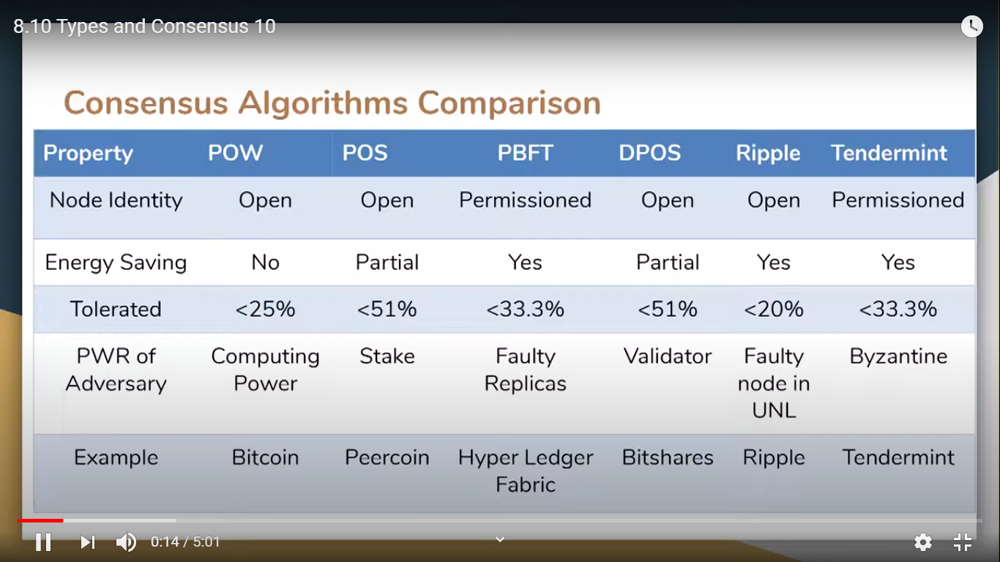 8.10 Types and Consensus 10
Consensus Algorithms Comparison
Property POW POS PBFT DPOS Ripple Tendermint
Node Identity Open Open Permissioned Open Open Permissioned
Energy Saving No Partial Yes Partial Yes Yes
Tolerated <25% <51% <33.3% <51% <20% <33.3%
PWR of Computing Stake Faulty Validator Faulty Byzantine
Adversary Power Replicas node in
UNL
Example Bitcoin Peercoin Hyper Ledger Bitshares Ripple Tendermint
Fabric
0:14 / 5:01